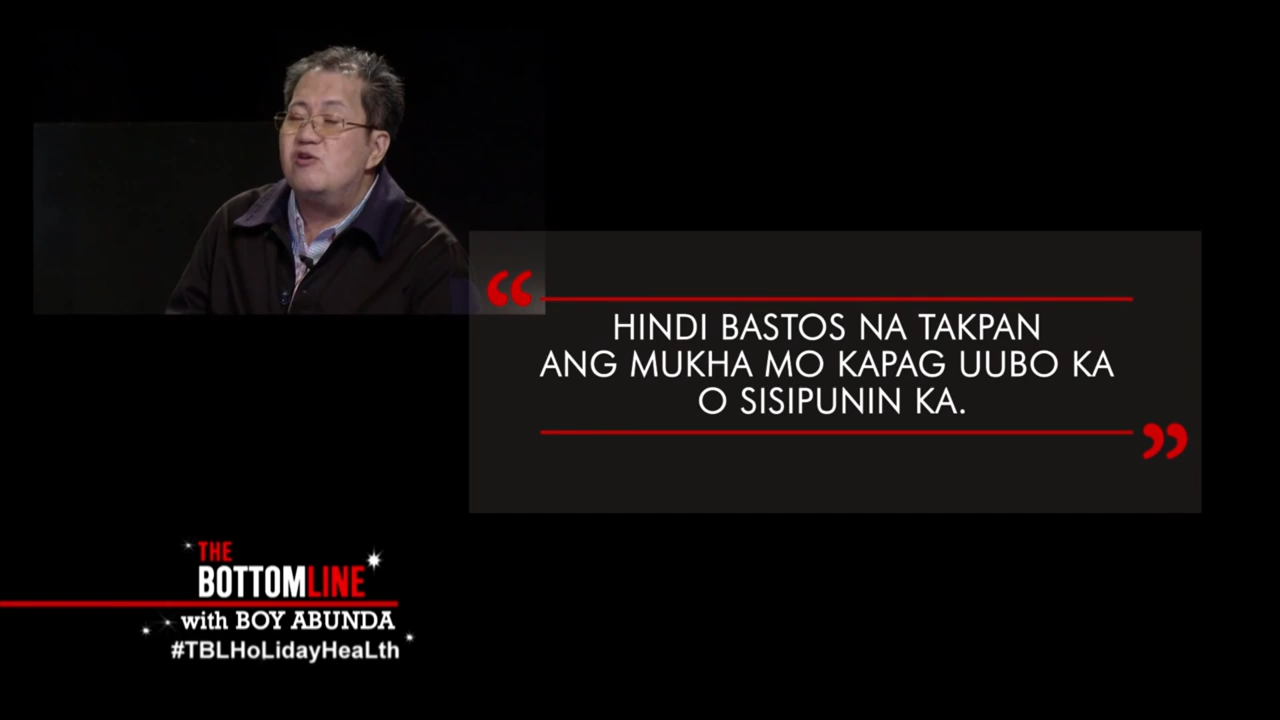 “
HINDI BASTOS NA TAKPAN
ANG MUKHA MO KAPAG UUBO KA
O SISIPUNIN KA.
”
THE
BOTTOMLINE
with BOY ABUNDA
#TBLHoLidayHeaLth